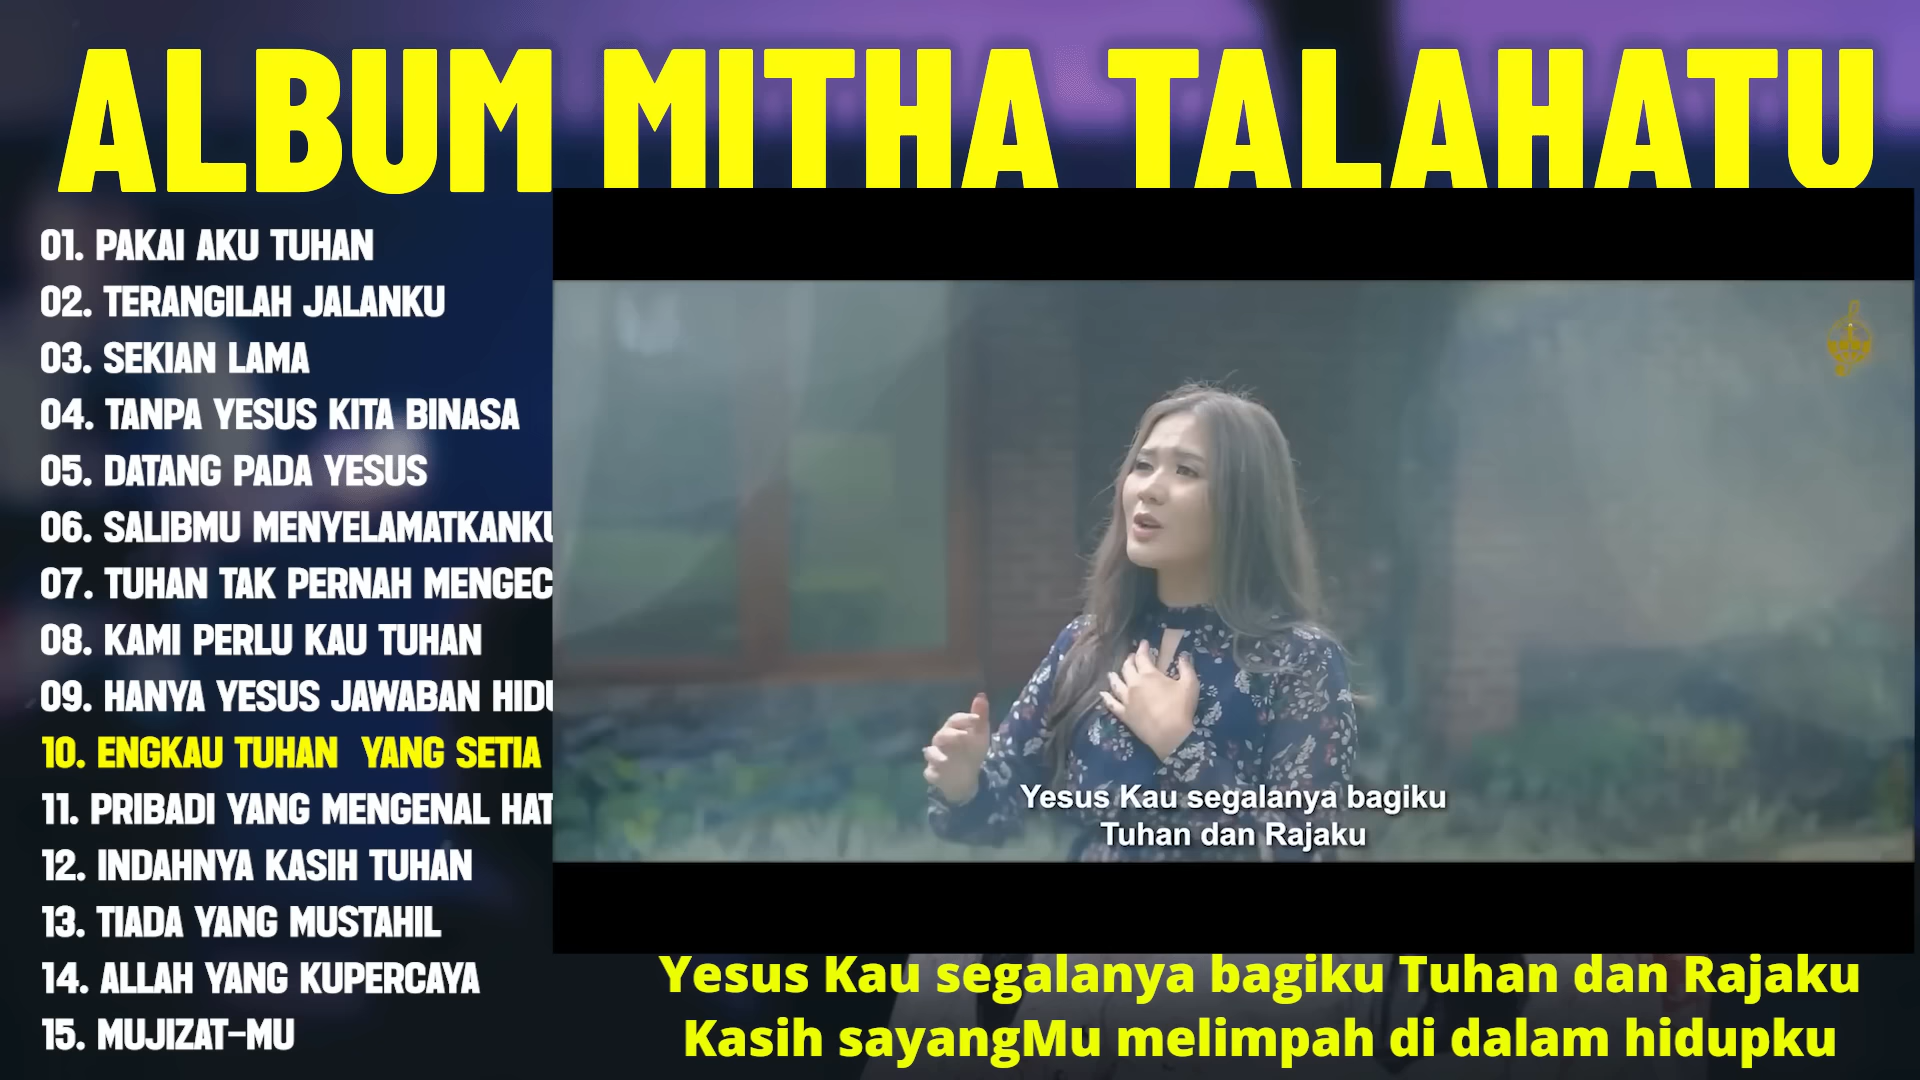 ALBUM MITHA TALAHATU
01. PAKAI AKU TUHAN
02. TERANGILAH JALANKU
03. SEKIAN LAMA
04. TANPA YESUS KITA BINASA
05. DATANG PADA YESUS
06. SALIBMU MENYELAMATKANKU
07. TUHAN TAK PERNAH MENGEC
08. KAMI PERLU KAU TUHAN
09. HANYA YESUS JAWABAN HIDU
10. ENGKAU TUHAN YANG SETIA
11. PRIBADI YANG MENGENAL HAT
12. INDAHNYA KASIH TUHAN
13. TIADA YANG MUSTAHIL
14. ALLAH YANG KUPERCAYA
15. MUJIZAT-MU
Yesus Kau segalanya bagiku
Tuhan dan Rajaku
Yesus Kau segalanya bagiku Tuhan dan Rajaku
Kasih sayangMu melimpah di dalam hidupku